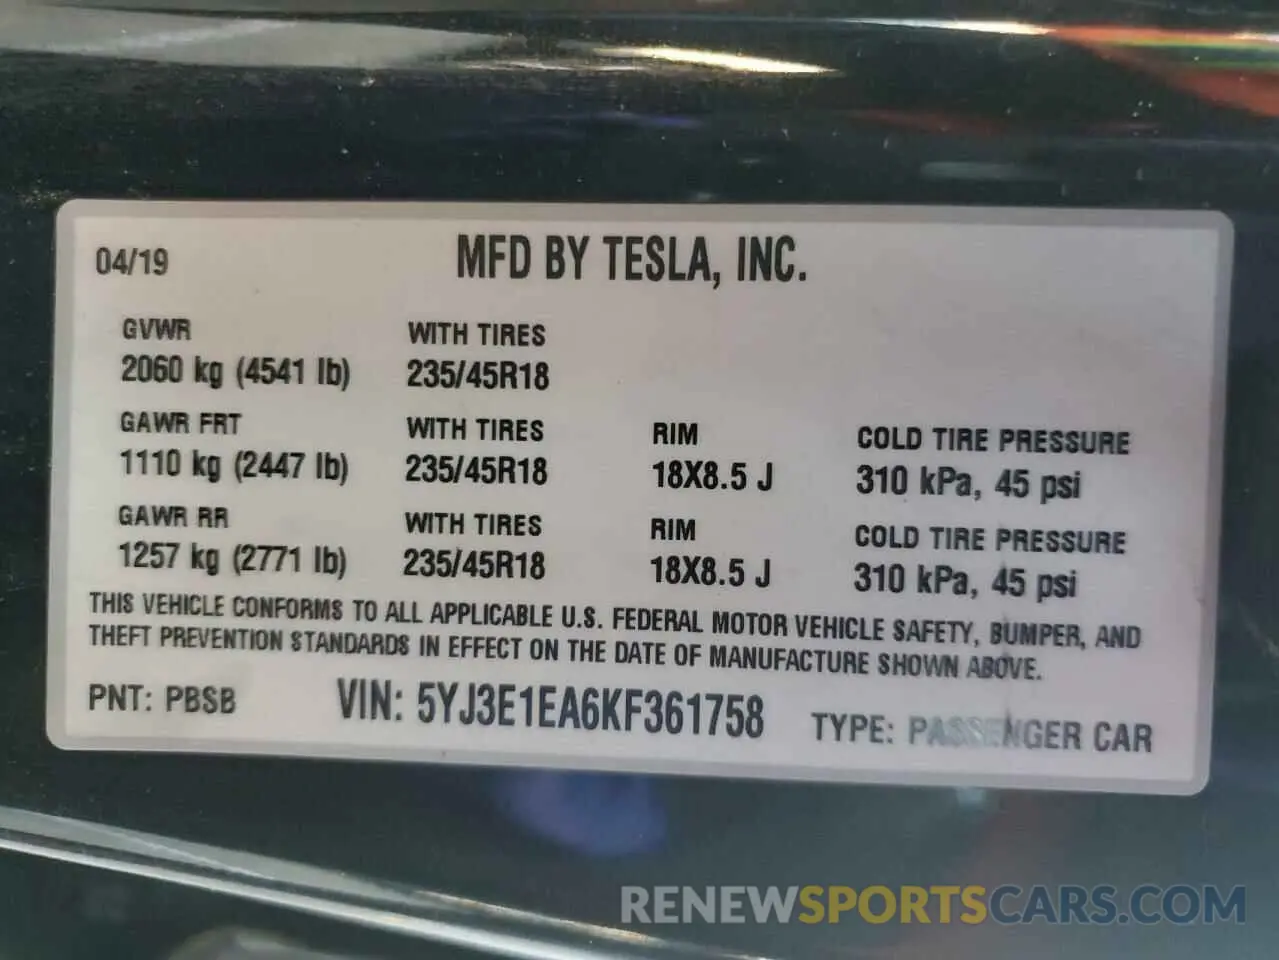 04/19
MFD BY TESLA, INC.
GVWR WITH TIRES
2060 kg (4541 lb) 235/45R18
GAWR FRT WITH TIRES RIM COLD TIRE PRESSURE
1110 kg (2447 lb) 235/45R18 18X8.5 J 310 kPa, 45 psi
GAWR RR WITH TIRES RIM COLD TIRE PRESSURE
1257 kg (2771 lb) 235/45R18 18X8.5 J 310 kPa, 45 psi
THIS VEHICLE CONFORMS TO ALL APPLICABLE U.S. FEDERAL MOTOR VEHICLE SAFETY, BUMPER, AND
THEFT PREVENTION STANDARDS IN EFFECT ON THE DATE OF MANUFACTURE SHOWN ABOVE.
PNT: PBSB VIN: 5YJ3E1EA6KF361758 TYPE: PASSENGER CAR
RENEWSPORTSCARS.COM